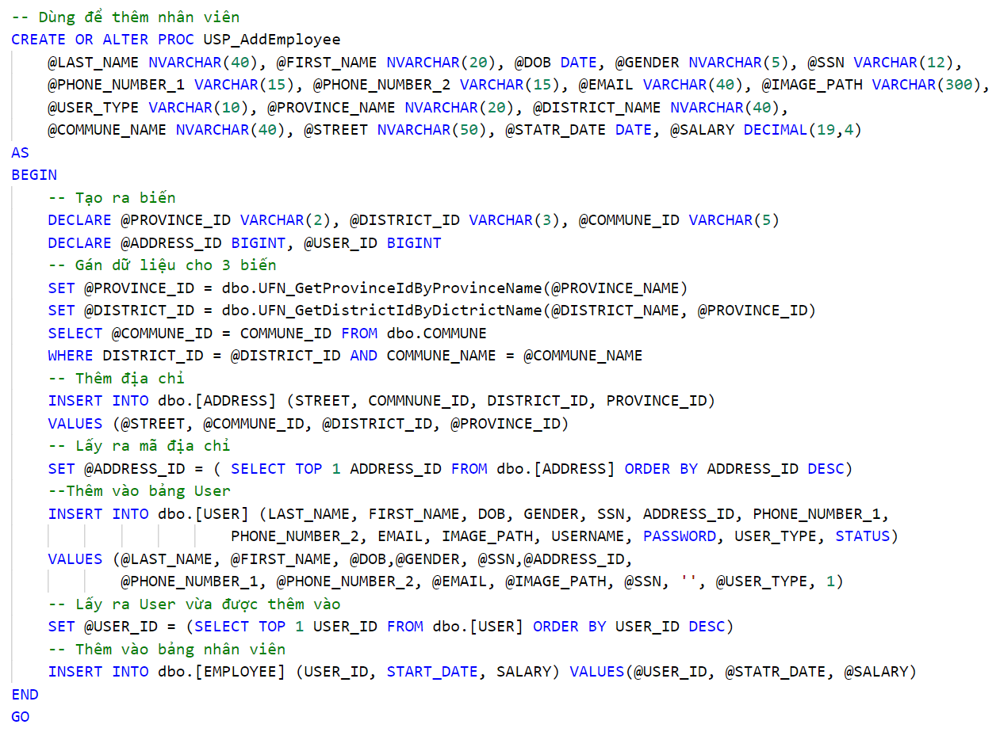 -- Dùng để thêm nhân viên
CREATE OR ALTER PROC USP_AddEmployee
@LAST_NAME NVARCHAR(40), @FIRST_NAME NVARCHAR(20), @DOB DATE, @GENDER NVARCHAR(5), @SSN VARCHAR(12),
@PHONE_NUMBER_1 VARCHAR(15), @PHONE_NUMBER_2 VARCHAR(15), @EMAIL VARCHAR(40), @IMAGE_PATH VARCHAR(300),
@USER_TYPE VARCHAR(10), @PROVINCE_NAME NVARCHAR(20), @DISTRICT_NAME NVARCHAR(40),
@COMMUNE_NAME NVARCHAR(40), @STREET NVARCHAR(50), @STATR_DATE DATE, @SALARY DECIMAL(19,4)
AS
BEGIN
-- Tạo ra biến
DECLARE @PROVINCE_ID VARCHAR(2), @DISTRICT_ID VARCHAR(3), @COMMUNE_ID VARCHAR(5)
DECLARE @ADDRESS_ID BIGINT, @USER_ID BIGINT
-- Gán dữ liệu cho 3 biến
SET @PROVINCE_ID = dbo.UFN_GetProvinceIdByProvinceName(@PROVINCE_NAME)
SET @DISTRICT_ID = dbo.UFN_GetDistrictIdByDictrictName(@DISTRICT_NAME, @PROVINCE_ID)
SELECT @COMMUNE_ID = COMMUNE_ID FROM dbo.COMMUNE
WHERE DISTRICT_ID = @DISTRICT_ID AND COMMUNE_NAME = @COMMUNE_NAME
-- Thêm địa chỉ
INSERT INTO dbo.[ADDRESS] (STREET, COMMNUNE_ID, DISTRICT_ID, PROVINCE_ID)
VALUES (@STREET, @COMMUNE_ID, @DISTRICT_ID, @PROVINCE_ID)
-- Lấy ra mã địa chỉ
SET @ADDRESS_ID = ( SELECT TOP 1 ADDRESS_ID FROM dbo.[ADDRESS] ORDER BY ADDRESS_ID DESC)
--Thêm vào bảng User
INSERT INTO dbo.[USER] (LAST_NAME, FIRST_NAME, DOB, GENDER, SSN, ADDRESS_ID, PHONE_NUMBER_1,
PHONE_NUMBER_2, EMAIL, IMAGE_PATH, USERNAME, PASSWORD, USER_TYPE, STATUS)
VALUES (@LAST_NAME, @FIRST_NAME, @DOB,@GENDER, @SSN,@ADDRESS_ID,
@PHONE_NUMBER_1, @PHONE_NUMBER_2, @EMAIL, @IMAGE_PATH, @SSN, '', @USER_TYPE, 1)
-- Lấy ra User vừa được thêm vào
SET @USER_ID = (SELECT TOP 1 USER_ID FROM dbo.[USER] ORDER BY USER_ID DESC)
-- Thêm vào bảng nhân viên
INSERT INTO dbo.[EMPLOYEE] (USER_ID, START_DATE, SALARY) VALUES(@USER_ID, @STATR_DATE, @SALARY)
END
GO